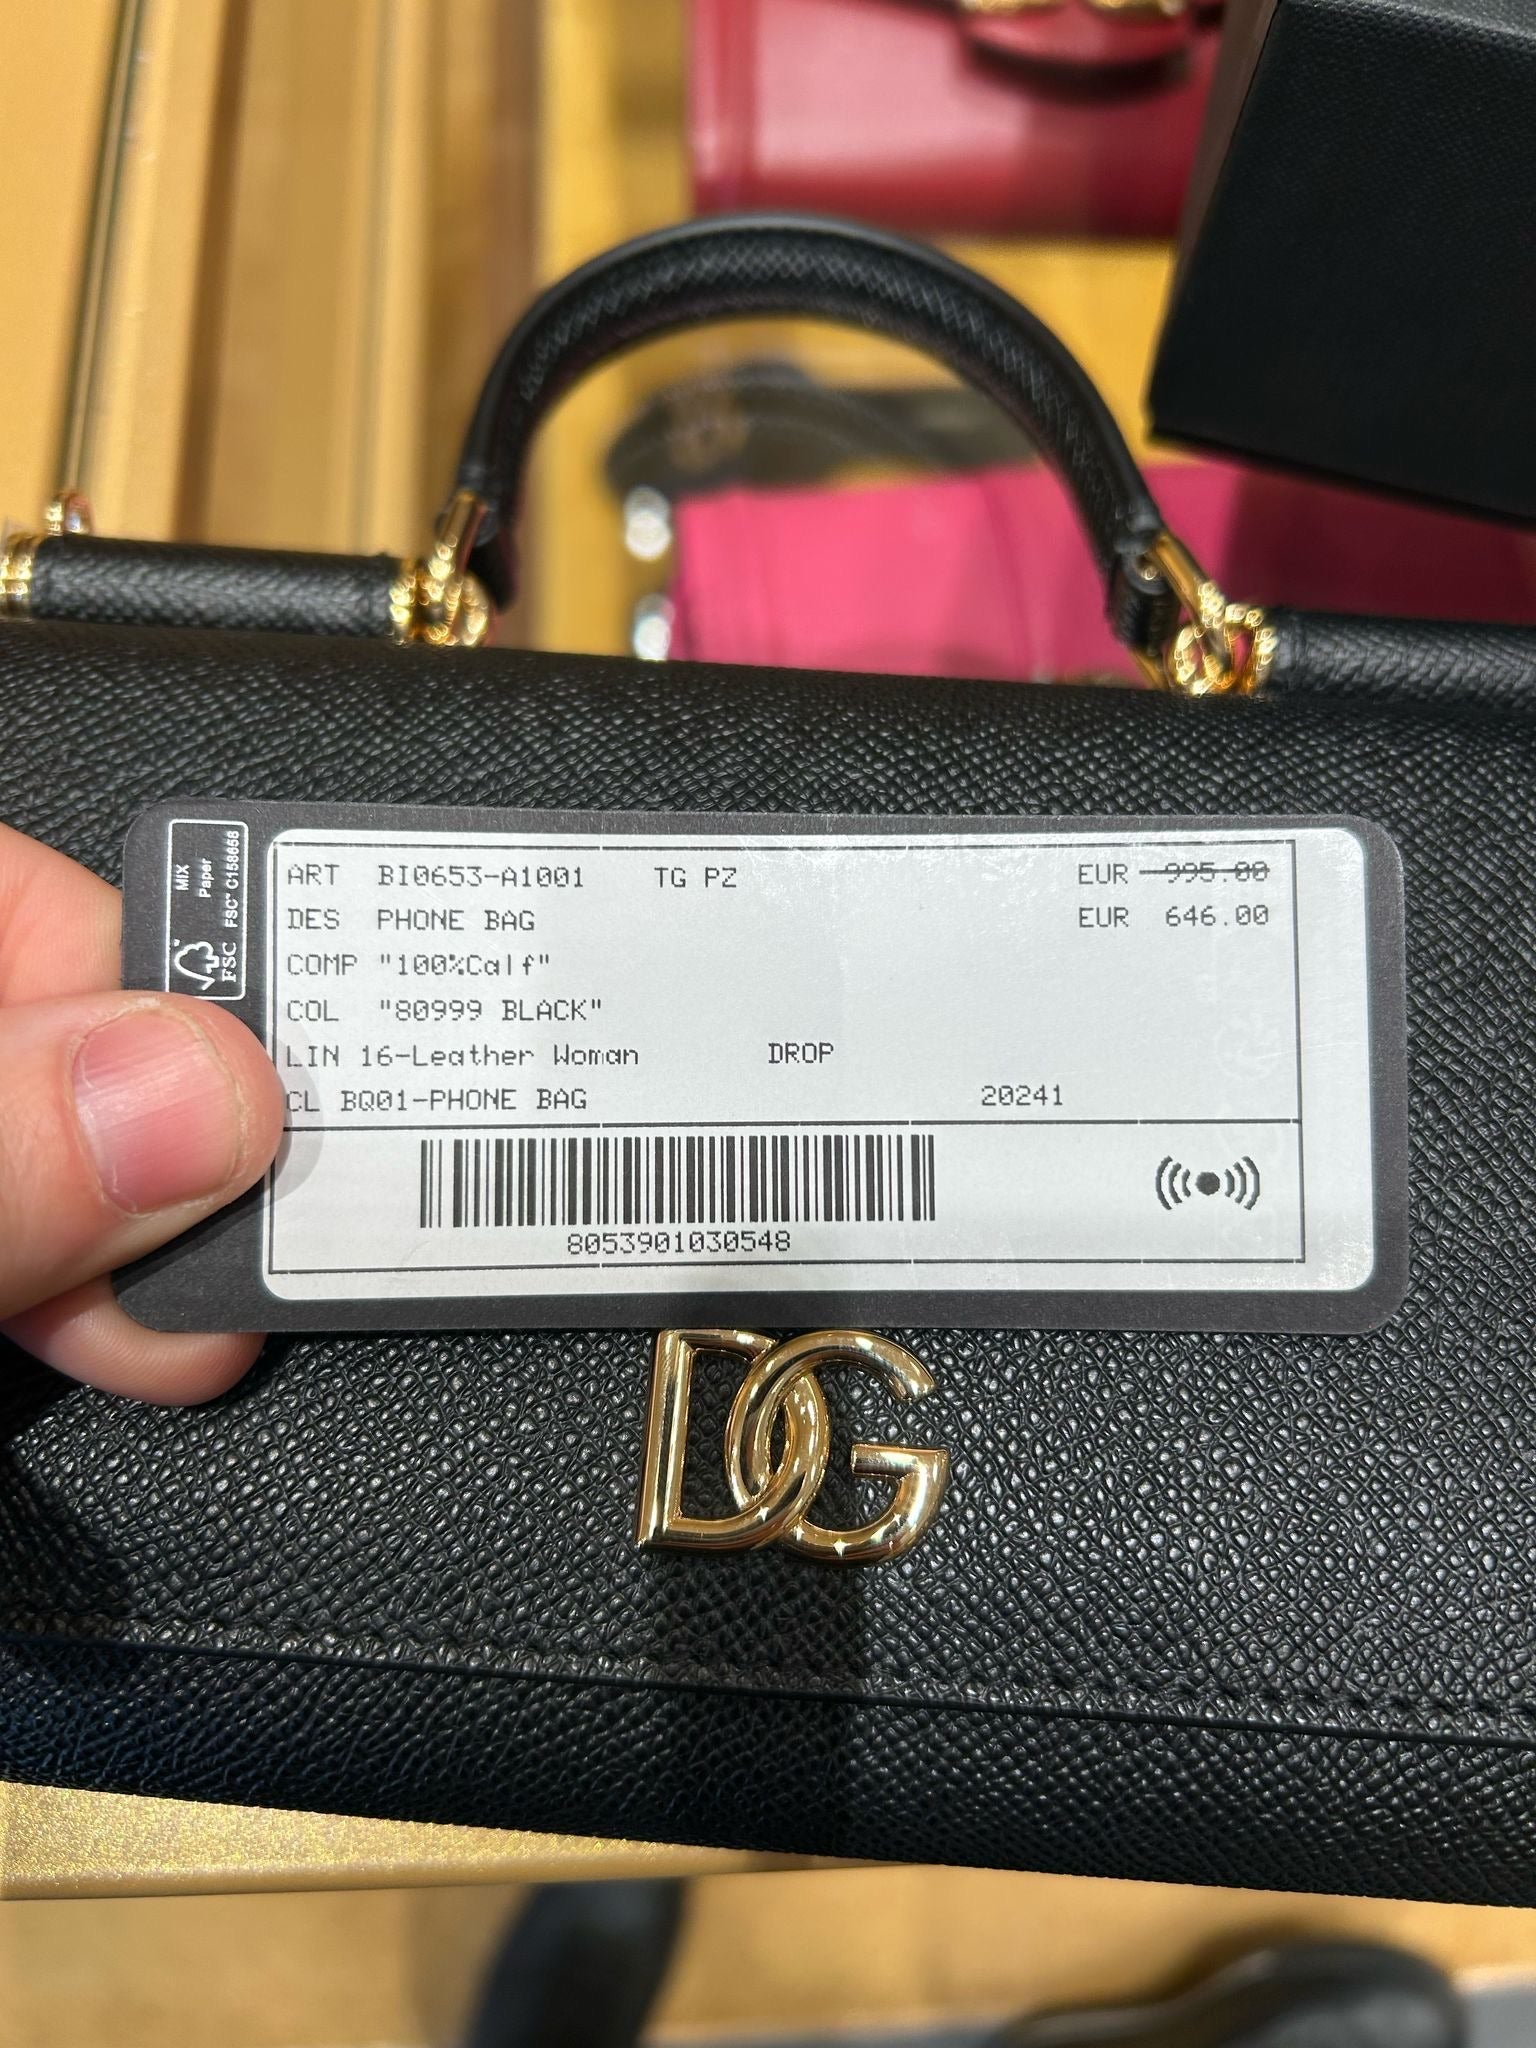 MIX
Paper
FSC™ C158658
FSC
ART BI0653-A1001 TG PZ EUR 995.00
DES PHONE BAG EUR 646.00
COMP "100%Calf"
COL "80999 BLACK"
LIN 16-Leather Woman DROP
CL BQ01-PHONE BAG 20241
8053901030548
DG